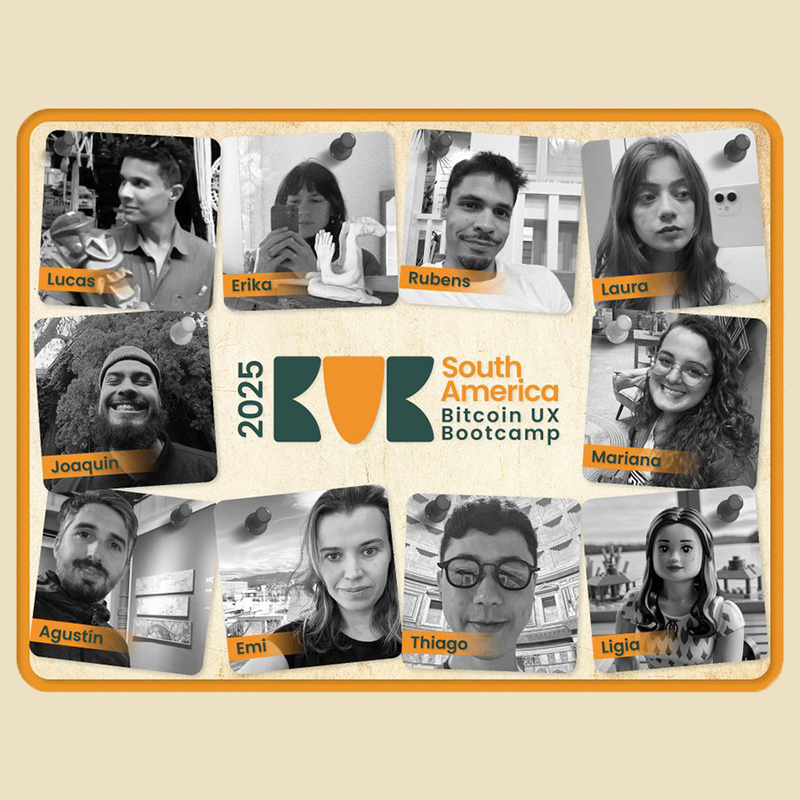 Lucas
Erika
Rubens
Laura
2025
South
America
Bitcoin UX
Bootcamp
Joaquin
Mariana
Agustín
Emi
Thiago
Ligia